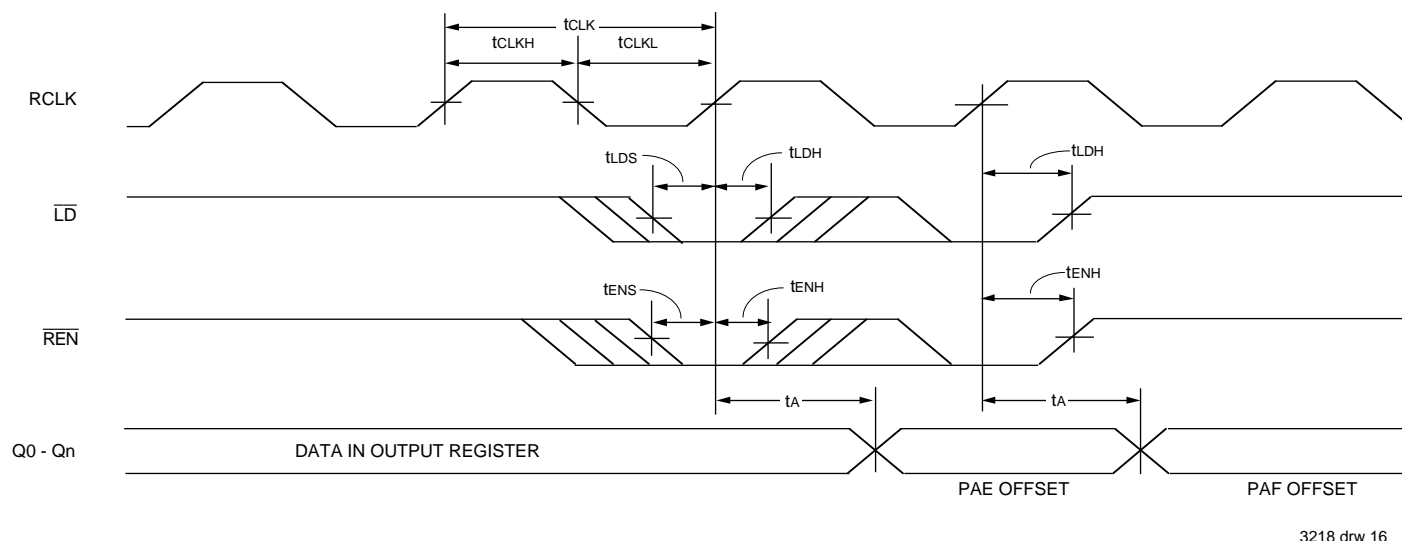 tCLK
tCLKH
tCLKL
RCLK
tLDS
tLDH
tLDH
LD
tENS
tENH
tENH
REN
tA
tA
Q0 - Qn
DATA IN OUTPUT REGISTER
PAE OFFSET
PAF OFFSET
3218 drw 16